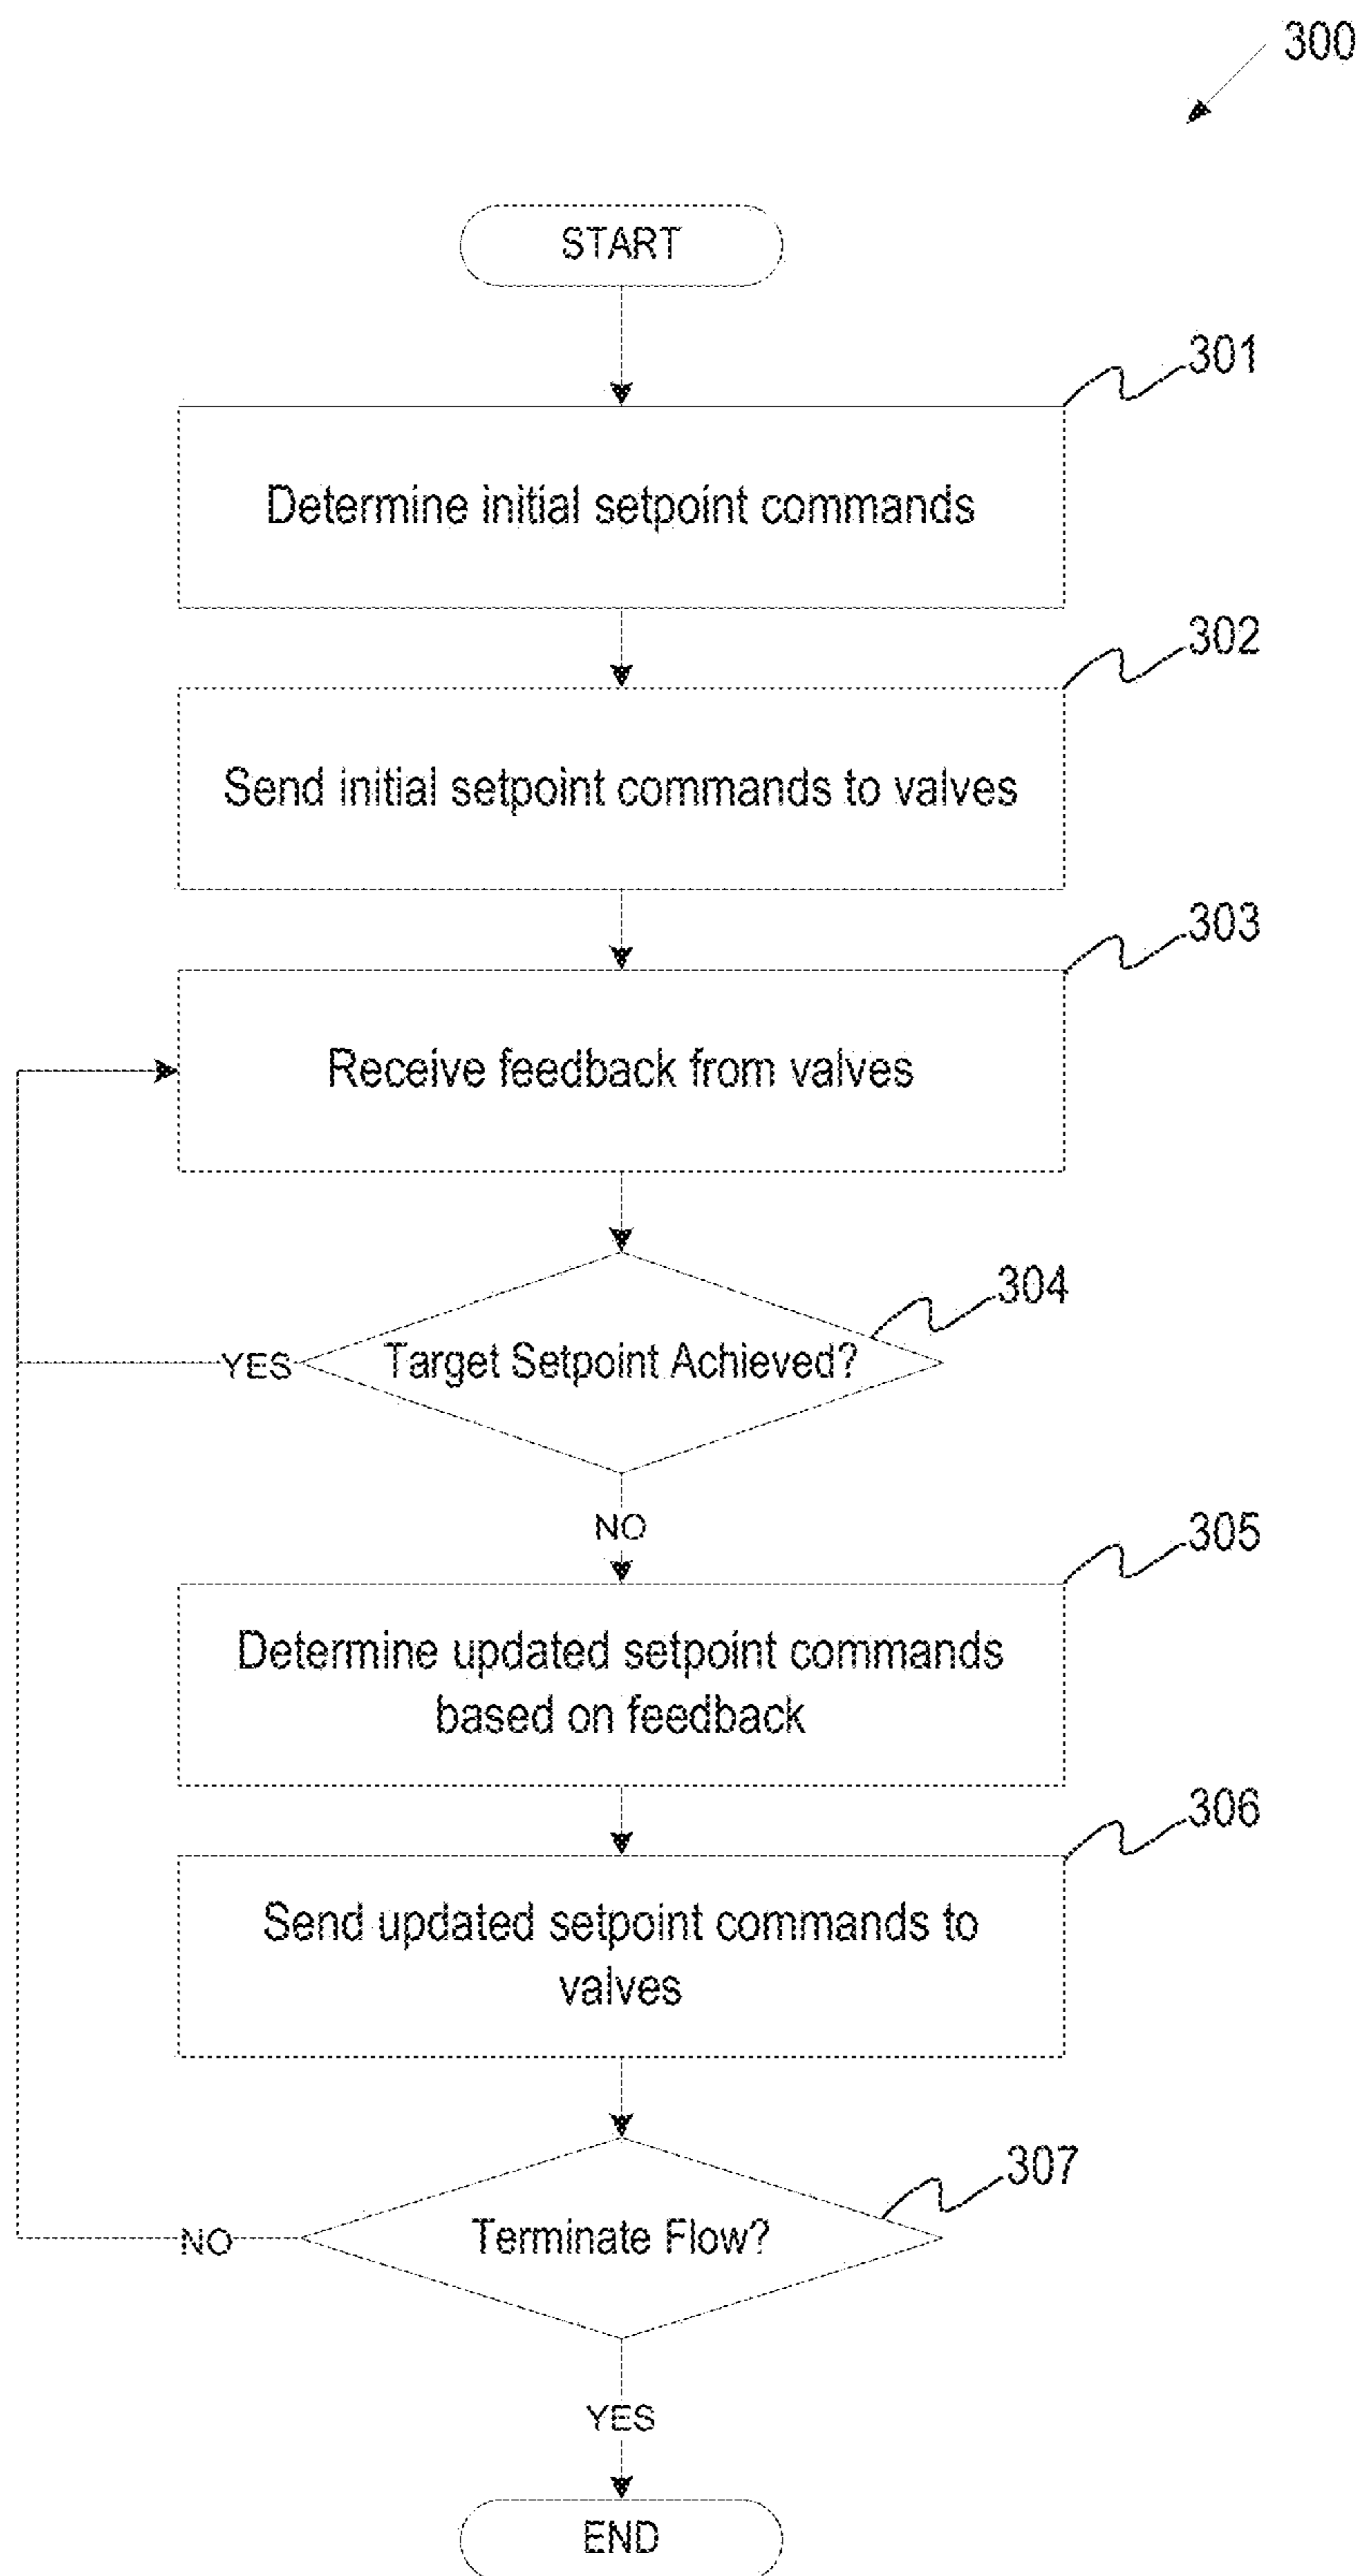 300
START
301
Determine initial setpoint commands
302
Send initial setpoint commands to valves
303
Receive feedback from valves
304
YES
Target Setpoint Achieved?
NO
305
Determine updated setpoint commands
based on feedback
306
Send updated setpoint commands to
valves
307
NO
Terminate Flow?
YES
END